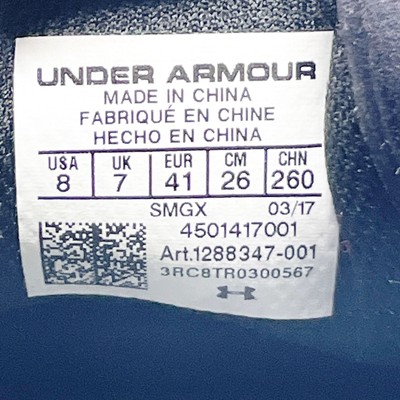 UNDER ARMOUR
MADE IN CHINA
FABRIQUÉ EN CHINE
HECHO EN CHINA
USA UK EUR CM CHN
8 7 41 26 260
SMGX 03/17
4501417001
Art.1288347-001
3RC8TR0300567